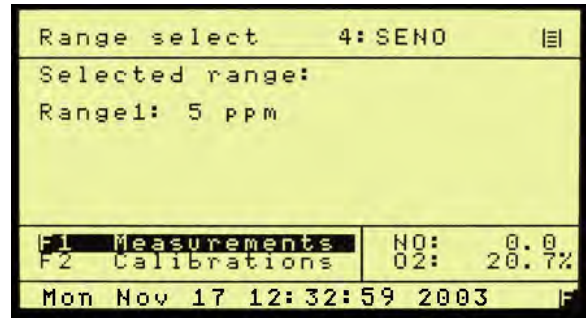 Range select 4:SENO
Selected range:
Range1: 5 ppm
F1 Measurements NO: 0.0
F2 Calibrations O2: 20.7%
Mon Nov 17 12:32:59 2003